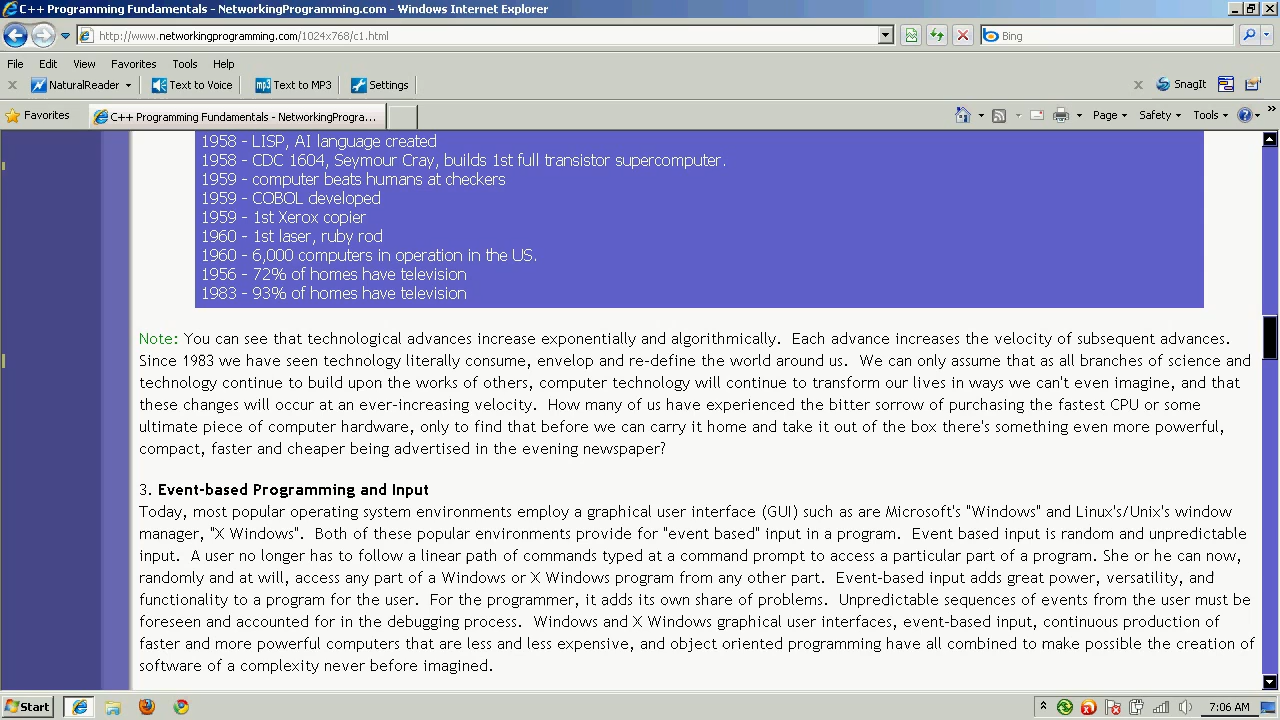 C++ Programming Fundamentals - NetworkingProgramming.com - Windows Internet Explorer
http://www.networkingprogramming.com/1024x768/c1.html
Bing
File Edit View Favorites Tools Help
NaturalReader Text to Voice Text to MP3 Settings SnagIt
Favorites C++ Programming Fundamentals - NetworkingProgra... Page Safety Tools
1958 - LISP, AI language created
1958 - CDC 1604, Seymour Cray, builds 1st full transistor supercomputer.
1959 - computer beats humans at checkers
1959 - COBOL developed
1959 - 1st Xerox copier
1960 - 1st laser, ruby rod
1960 - 6,000 computers in operation in the US.
1956 - 72% of homes have television
1983 - 93% of homes have television
Note: You can see that technological advances increase exponentially and algorithmically. Each advance increases the velocity of subsequent advances.
Since 1983 we have seen technology literally consume, envelop and re-define the world around us. We can only assume that as all branches of science and
technology continue to build upon the works of others, computer technology will continue to transform our lives in ways we can't even imagine, and that
these changes will occur at an ever-increasing velocity. How many of us have experienced the bitter sorrow of purchasing the fastest CPU or some
ultimate piece of computer hardware, only to find that before we can carry it home and take it out of the box there's something even more powerful,
compact, faster and cheaper being advertised in the evening newspaper?
3. Event-based Programming and Input
Today, most popular operating system environments employ a graphical user interface (GUI) such as are Microsoft's "Windows" and Linux's/Unix's window
manager, "X Windows". Both of these popular environments provide for "event based" input in a program. Event based input is random and unpredictable
input. A user no longer has to follow a linear path of commands typed at a command prompt to access a particular part of a program. She or he can now,
randomly and at will, access any part of a Windows or X Windows program from any other part. Event-based input adds great power, versatility, and
functionality to a program for the user. For the programmer, it adds its own share of problems. Unpredictable sequences of events from the user must be
foreseen and accounted for in the debugging process. Windows and X Windows graphical user interfaces, event-based input, continuous production of
faster and more powerful computers that are less and less expensive, and object oriented programming have all combined to make possible the creation of
software of a complexity never before imagined.
Start 7:06 AM